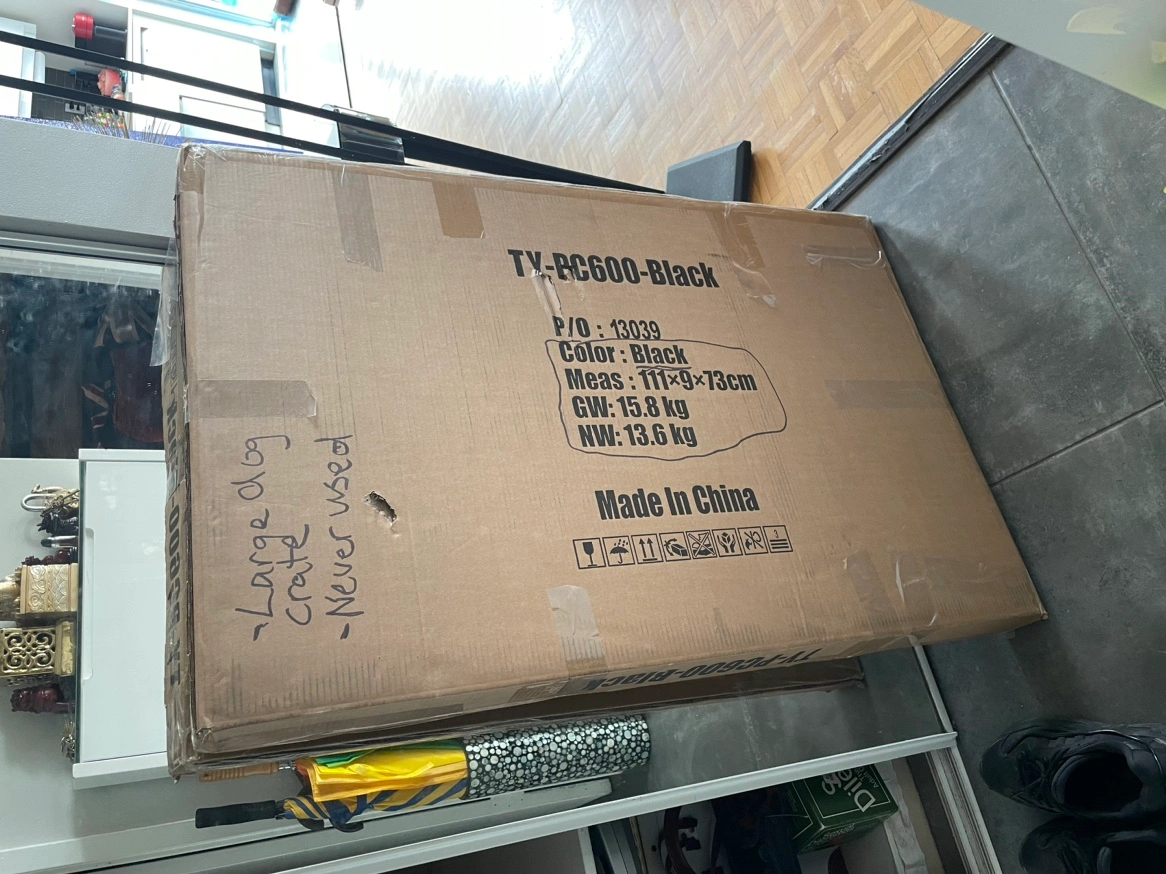 TY-PC600-Black
P/O : 13039
Color : Black
Meas : 111×9×73cm
GW: 15.8 kg
NW: 13.6 kg
Made In China
- Large dog
crate
- Never used
TY-PC600-Black
Dilmah